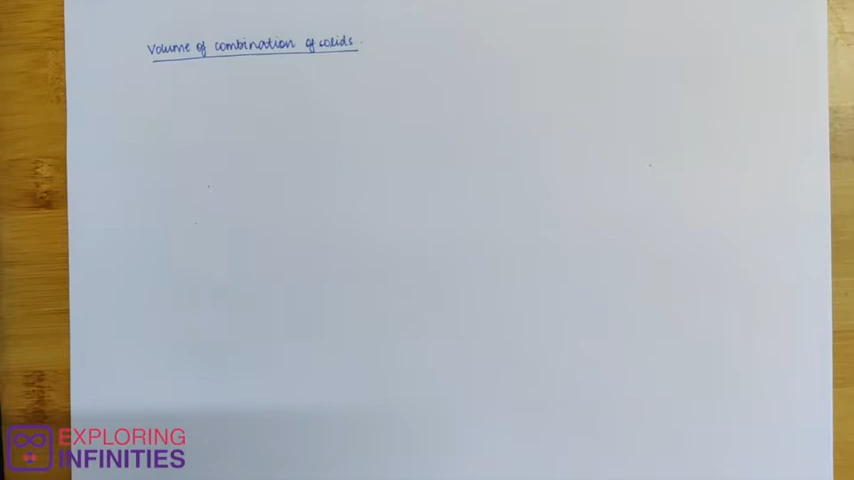 Volume of combination of solids.
EXPLORING
INFINITIES